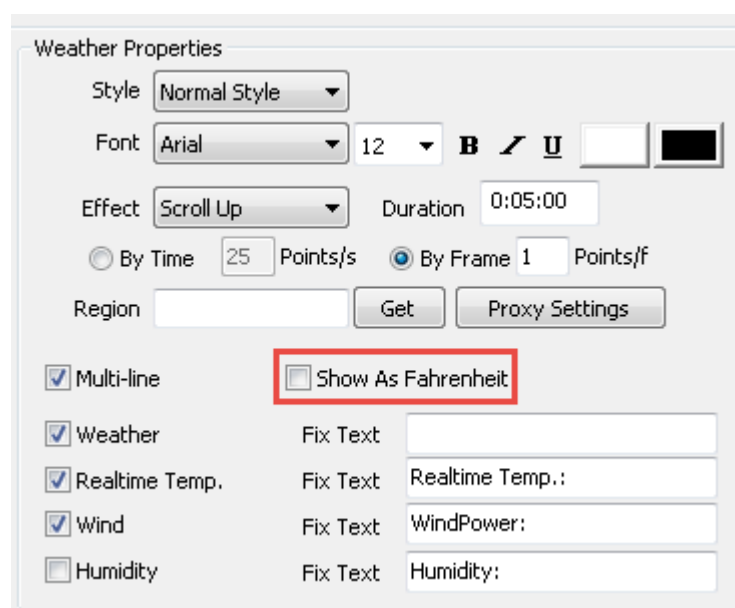 Weather Properties
Style Normal Style
Font Arial 12 B I U
Effect Scroll Up Duration 0:05:00
By Time 25 Points/s By Frame 1 Points/f
Region Get Proxy Settings
Multi-line Show As Fahrenheit
Weather Fix Text
Realtime Temp. Fix Text Realtime Temp.:
Wind Fix Text WindPower:
Humidity Fix Text Humidity: